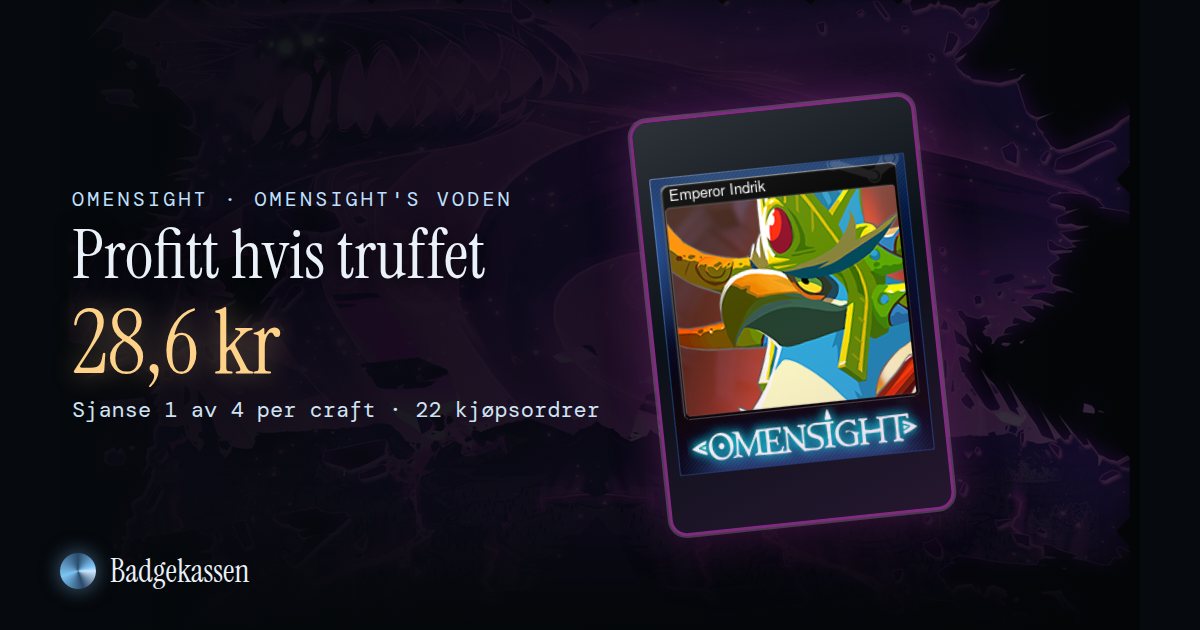 OMENSIGHT · OMENSIGHT'S VODEN
Profitt hvis truffet
28,6 kr
Sjanse 1 av 4 per craft · 22 kjøpsordrer
Emperor Indrik
OMENSIGHT
Badgekassen